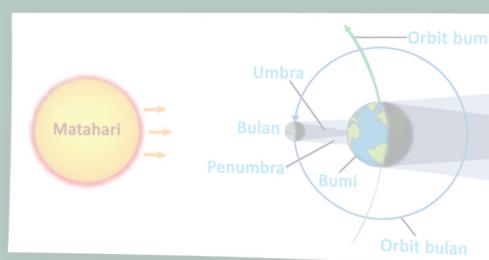 Orbit bum
Umbra
Matahari
Bulan
Penumbra
Bumi
Orbit bulan